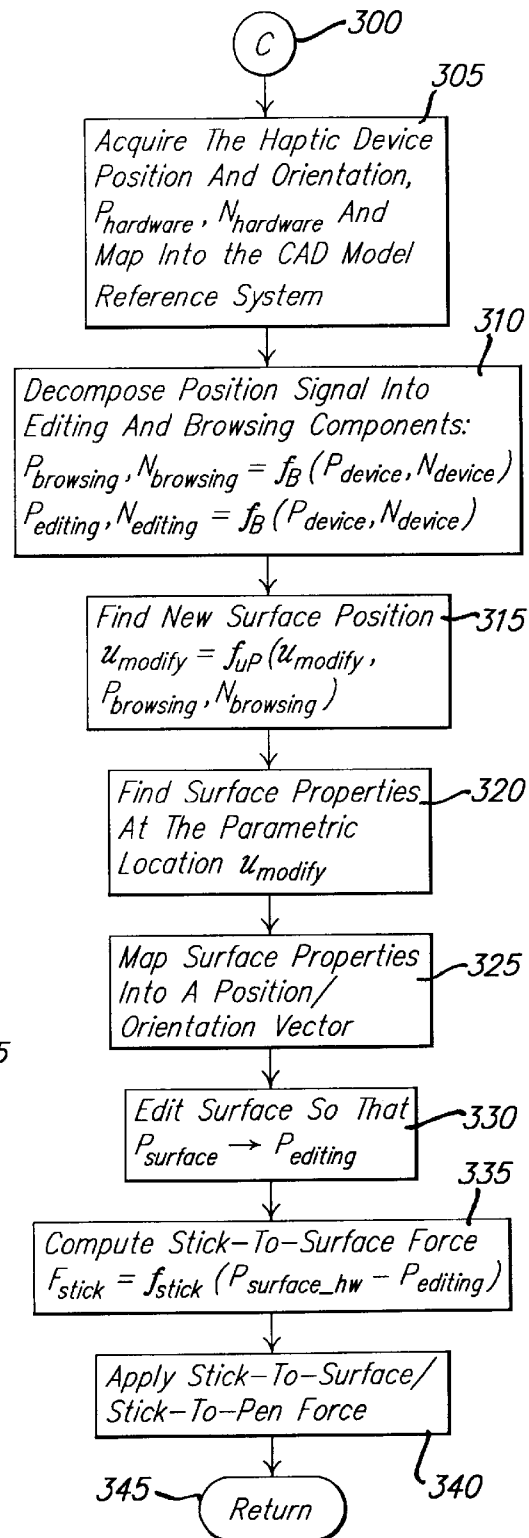 300
C
305
Acquire The Haptic Device
Position And Orientation,
P_hardware, N_hardware And
Map Into the CAD Model
Reference System
310
Decompose Position Signal Into
Editing And Browsing Components:
P_browsing, N_browsing = f_B (P_device, N_device)
P_editing, N_editing = f_B (P_device, N_device)
Find New Surface Position
315
u_modify = f_uP (u_modify,
P_browsing, N_browsing)
Find Surface Properties
320
At The Parametric
Location u_modify
Map Surface Properties
325
Into A Position/
Orientation Vector
5
Edit Surface So That
330
P_surface → P_editing
335
Compute Stick-To-Surface Force
F_stick = f_stick (P_surface_hw - P_editing)
Apply Stick-To-Surface/
Stick-To-Pen Force
340
345
Return